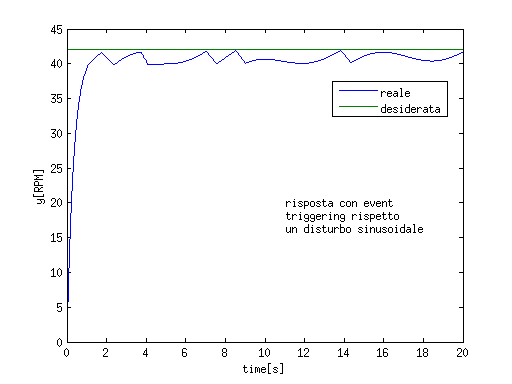 45
40
35
30
25
20
15
10
5
0
y[RPM]
reale
desiderata
risposta con event
triggering rispetto
un disturbo sinusoidale
0 2 4 6 8 10 12 14 16 18 20
time[s]